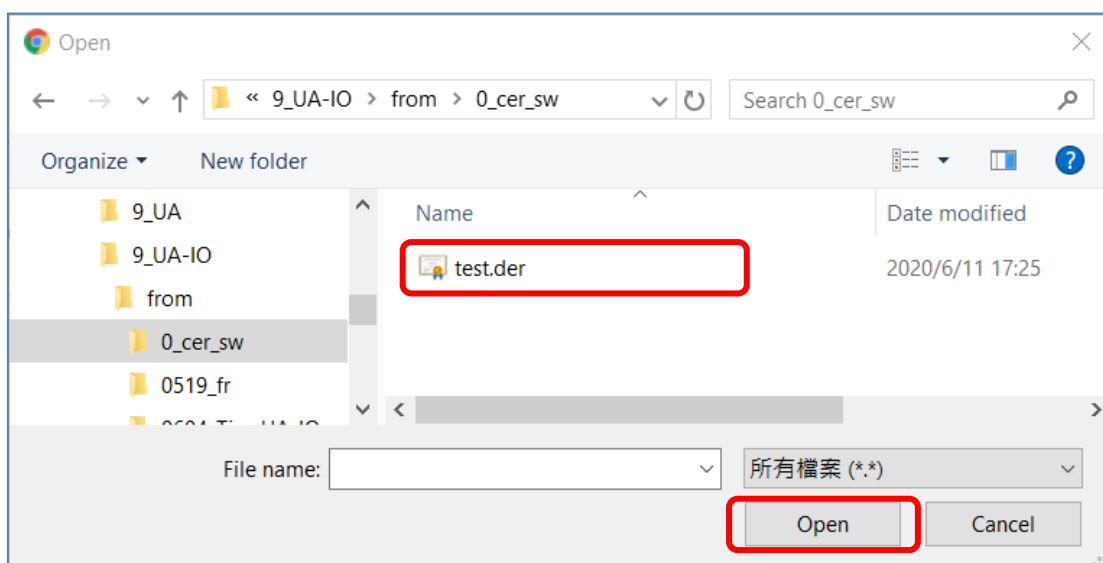 Open
« 9_UA-IO > from > 0_cer_sw
Search 0_cer_sw
Organize
New folder
9_UA
9_UA-IO
from
0_cer_sw
0519_fr
Name
Date modified
test.der
2020/6/11 17:25
File name:
所有檔案 (*.*)
Open
Cancel